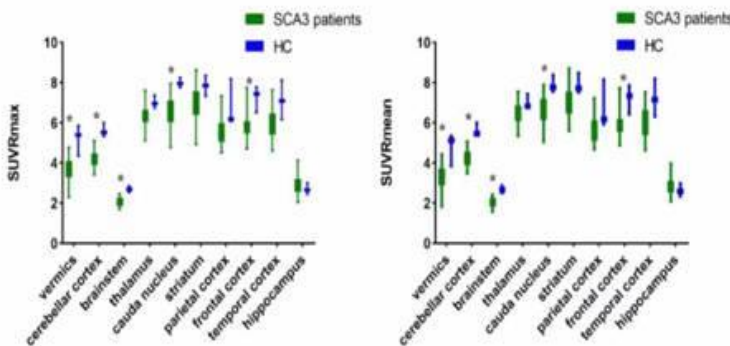 SCA3 patients
HC
SUVRmax
10
8
6
4
2
0
*
*
*
*
*
vermics
cerebellar cortex
brainstem
thalamus
cauda nucleus
striatum
parietal cortex
frontal cortex
temporal cortex
hippocampus
SCA3 patients
HC
SUVRmean
10
8
6
4
2
0
*
*
*
*
*
vermics
cerebellar cortex
brainstem
thalamus
cauda nucleus
striatum
parietal cortex
frontal cortex
temporal cortex
hippocampus